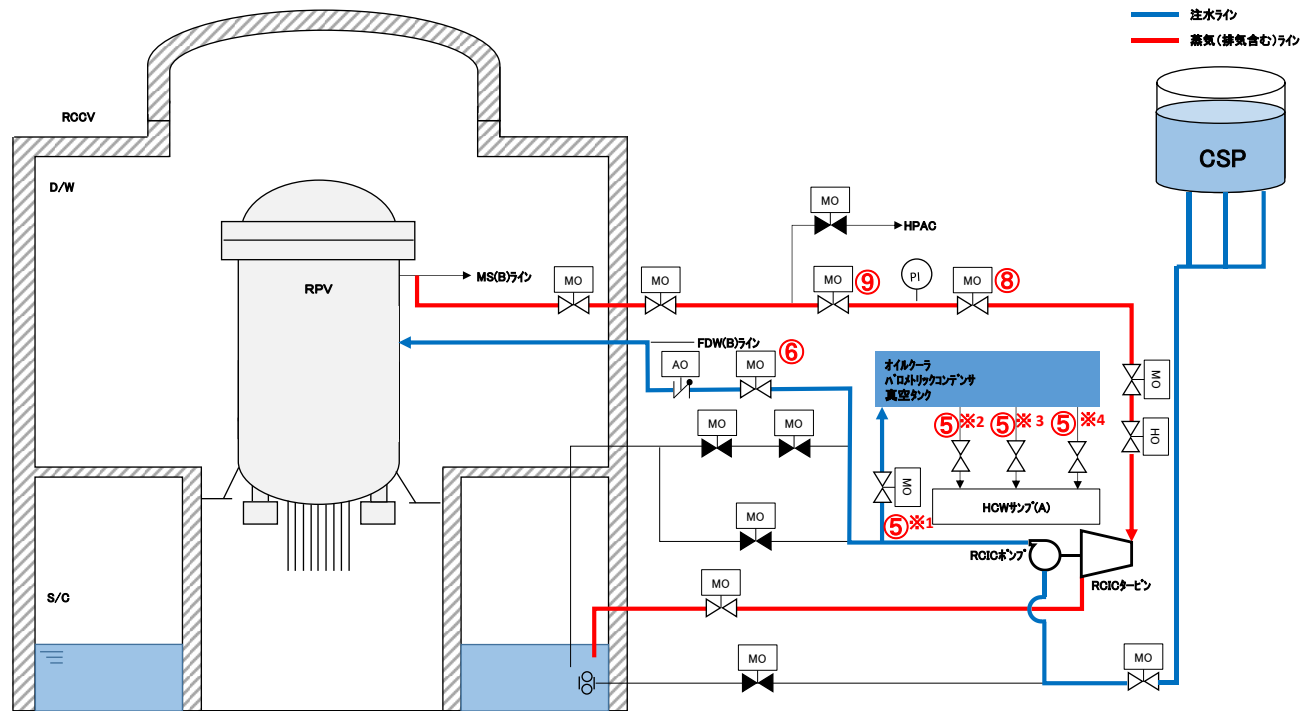 注水ライン
蒸気(排気含む)ライン
CSP
RCCV
D/W
RPV
MS(B)ライン
MO
HPAC
MO
MO
MO
⑨
PI
MO
⑧
FDW(B)ライン
AO
MO
⑥
オイルクーラ
バロメトリックコンデンサ
真空タンク
MO
HO
⑤※2
⑤※3
⑤※4
MO
MO
MO
HCWサンプ(A)
⑤※1
MO
RCICポンプ
RCICタービン
S/C
MO
MO
MO